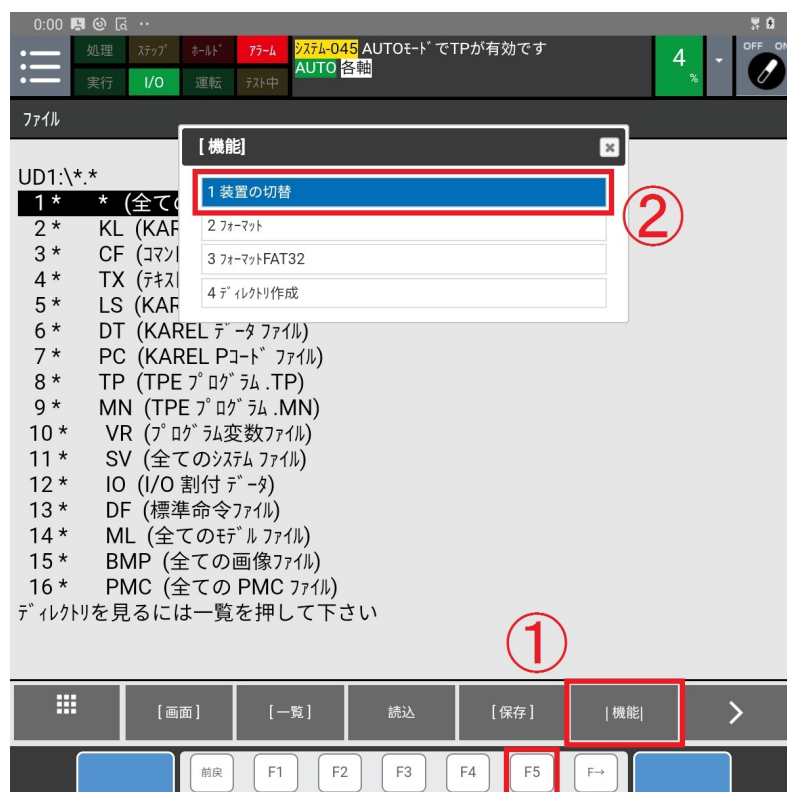 0:00
処理 ｽﾃｯﾌﾟ ﾎｰﾙﾄﾞ ｱﾗｰﾑ
実行 I/O 運転 ﾃｽﾄ中
ｼｽﾃﾑ-045 AUTOﾓｰﾄﾞでTPが有効です
AUTO 各軸
4
%
OFF ON
ﾌｧｲﾙ
[ 機能]
1 装置の切替
2 ﾌｫｰﾏｯﾄ
3 ﾌｫｰﾏｯﾄFAT32
4 ﾃﾞｨﾚｸﾄﾘ作成
②
UD1:\*.*
1 * * (全ての
2 * KL (KAR
3 * CF (ｺﾏﾝﾄ
4 * TX (ﾃｷｽﾄ
5 * LS (KAR
6 * DT (KAREL ﾃﾞｰﾀ ﾌｧｲﾙ)
7 * PC (KAREL Pｺｰﾄﾞ ﾌｧｲﾙ)
8 * TP (TPE ﾌﾟﾛｸﾞﾗﾑ .TP)
9 * MN (TPE ﾌﾟﾛｸﾞﾗﾑ .MN)
10 * VR (ﾌﾟﾛｸﾞﾗﾑ変数ﾌｧｲﾙ)
11 * SV (全てのｼｽﾃﾑ ﾌｧｲﾙ)
12 * IO (I/O 割付 ﾃﾞｰﾀ)
13 * DF (標準命令ﾌｧｲﾙ)
14 * ML (全てのﾓﾃﾞﾙ ﾌｧｲﾙ)
15 * BMP (全ての画像ﾌｧｲﾙ)
16 * PMC (全ての PMC ﾌｧｲﾙ)
ﾃﾞｨﾚｸﾄﾘを見るには一覧を押して下さい
①
[ 画面 ] [ 一覧 ] 読込 [ 保存 ] | 機能| >
前戻 F1 F2 F3 F4 F5 F→